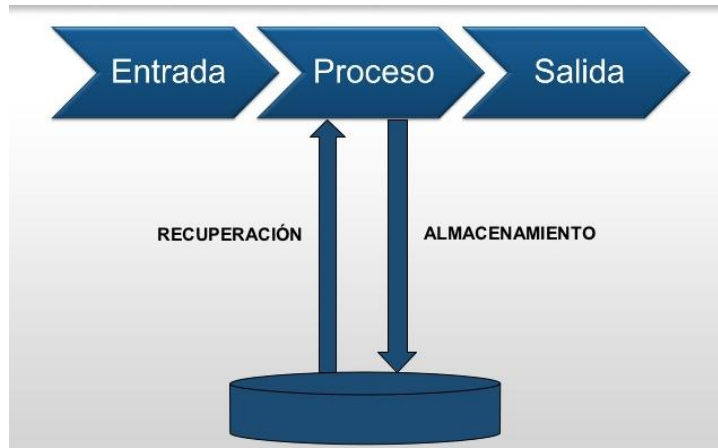 Entrada
Proceso
Salida
RECUPERACIÓN
ALMACENAMIENTO